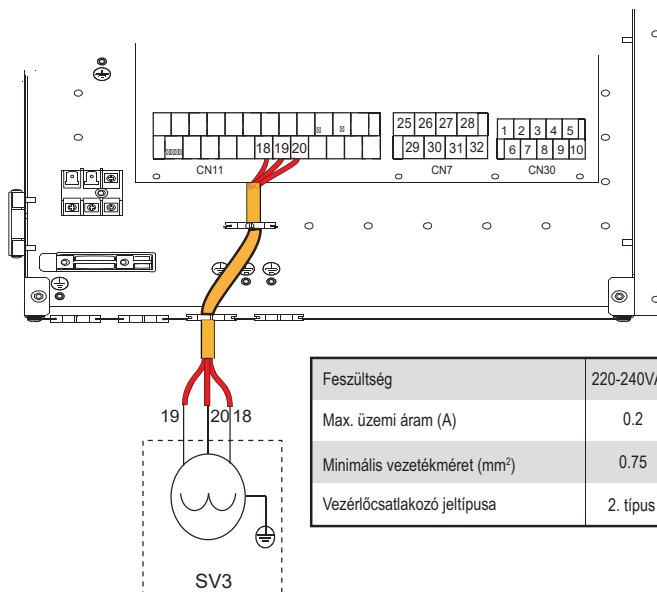 25 26 27 28
1 2 3 4 5
18 19 20
29 30 31 32
6 7 8 9 10
CN11
CN7
CN30
19 20 18
SV3
Feszültség 220-240VA
Max. üzemi áram (A) 0.2
Minimális vezetékméret (mm²) 0.75
Vezérlőcsatlakozó jeltípusa 2. típus